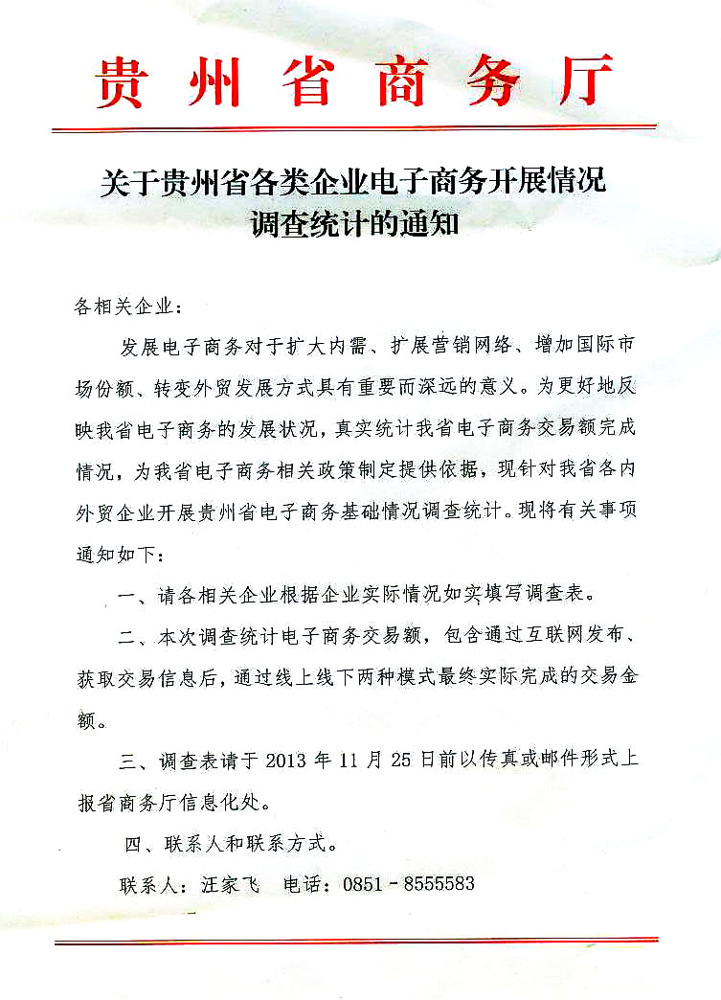 贵州省商务厅
关于贵州省各类企业电子商务开展情况
调查统计的通知
各相关企业：
发展电子商务对于扩大内需、扩展营销网络、增加国际市
场份额、转变外贸发展方式具有重要而深远的意义。为更好地反
映我省电子商务的发展状况，真实统计我省电子商务交易额完成
情况，为我省电子商务相关政策制定提供依据，现针对我省各内
外贸企业开展贵州省电子商务基础情况调查统计。现将有关事项
通知如下：
一、请各相关企业根据企业实际情况如实填写调查表。
二、本次调查统计电子商务交易额，包含通过互联网发布、
获取交易信息后，通过线上线下两种模式最终实际完成的交易金
额。
三、调查表请于 2013 年 11 月 25 日前以传真或邮件形式上
报省商务厅信息化处。
四、联系人和联系方式。
联系人：汪家飞 电话：0851－8555583